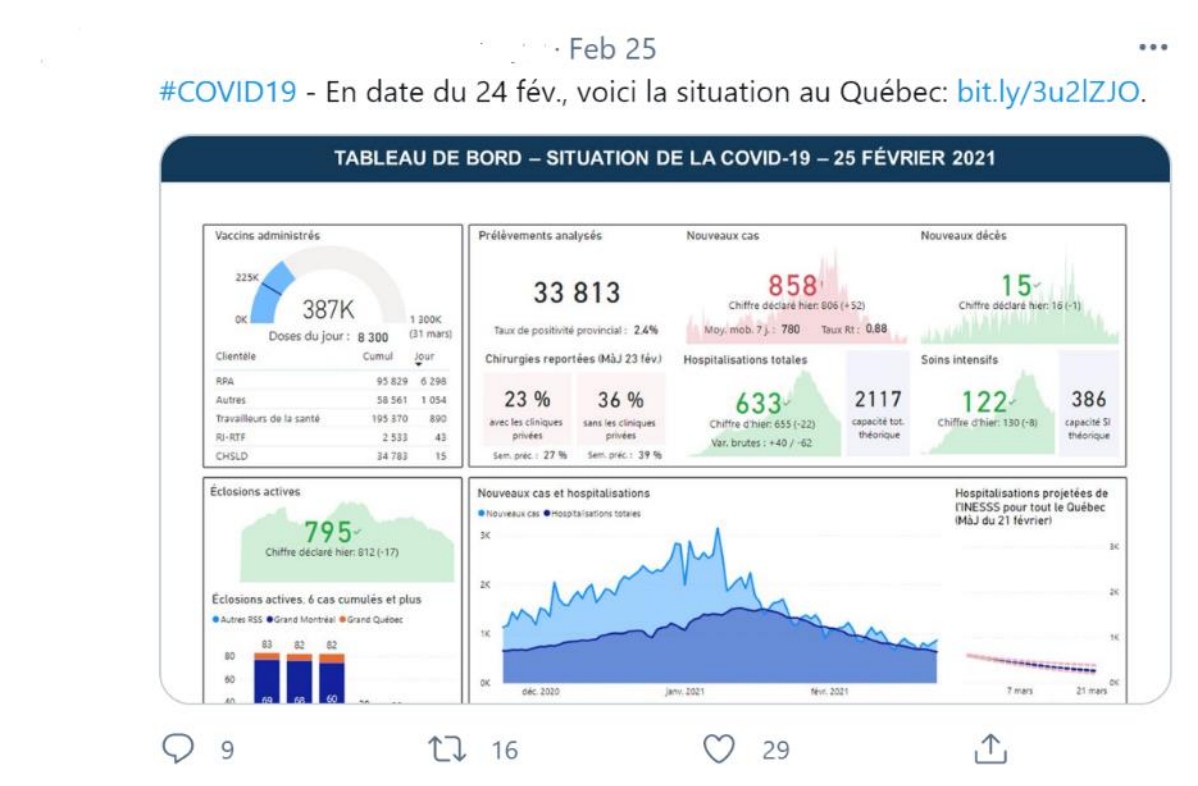 · Feb 25
#COVID19 - En date du 24 fév., voici la situation au Québec: bit.ly/3u2lZJO.
TABLEAU DE BORD – SITUATION DE LA COVID-19 – 25 FÉVRIER 2021
Vaccins administrés
225K
0K
387K
1 300K
(31 mars)
Doses du jour : 8 300
Clientèle Cumul Jour
RPA 95 829 6 298
Autres 58 561 1 054
Travailleurs de la santé 195 370 890
RI-RTF 2 533 43
CHSLD 34 783 15
Prélèvements analysés
33 813
Taux de positivité provincial : 2.4%
Chirurgies reportées (MàJ 23 fév.)
23 %
avec les cliniques
privées
Sem. préc. : 27 %
36 %
sans les cliniques
privées
Sem. préc. : 39 %
Nouveaux cas
858
Chiffre déclaré hier: 806 (+52)
Moy. mob. 7 j. : 780 Taux Rt : 0.88
Nouveaux décès
15
Chiffre déclaré hier: 16 (-1)
Hospitalisations totales
633
Chiffre d'hier: 655 (-22)
Var. brutes : +40 / -62
2117
capacité tot.
théorique
Soins intensifs
122
Chiffre d'hier: 130 (-8)
386
capacité SI
théorique
Éclosions actives
795
Chiffre déclaré hier: 812 (-17)
Éclosions actives. 6 cas cumulés et plus
Autres RSS Grand Montréal Grand Québec
83 82 82
80
60
40
69 68 60
Nouveaux cas et hospitalisations
Nouveaux cas Hospitalisations totales
3K
2K
1K
0K
déc. 2020 janv. 2021 févr. 2021
Hospitalisations projetées de
l'INESSS pour tout le Québec
(MàJ du 21 février)
3K
2K
1K
0K
7 mars 21 mars
9 16 29